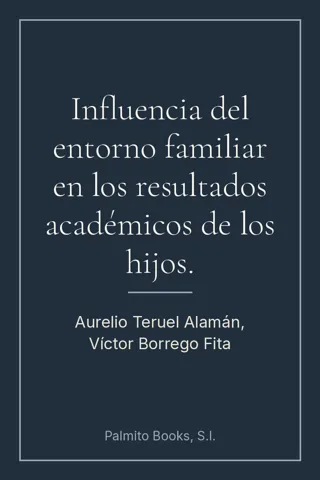 Influencia del
entorno familiar
en los resultados
académicos de los
hijos.
Aurelio Teruel Alamán,
Víctor Borrego Fita
Palmito Books, S.l.